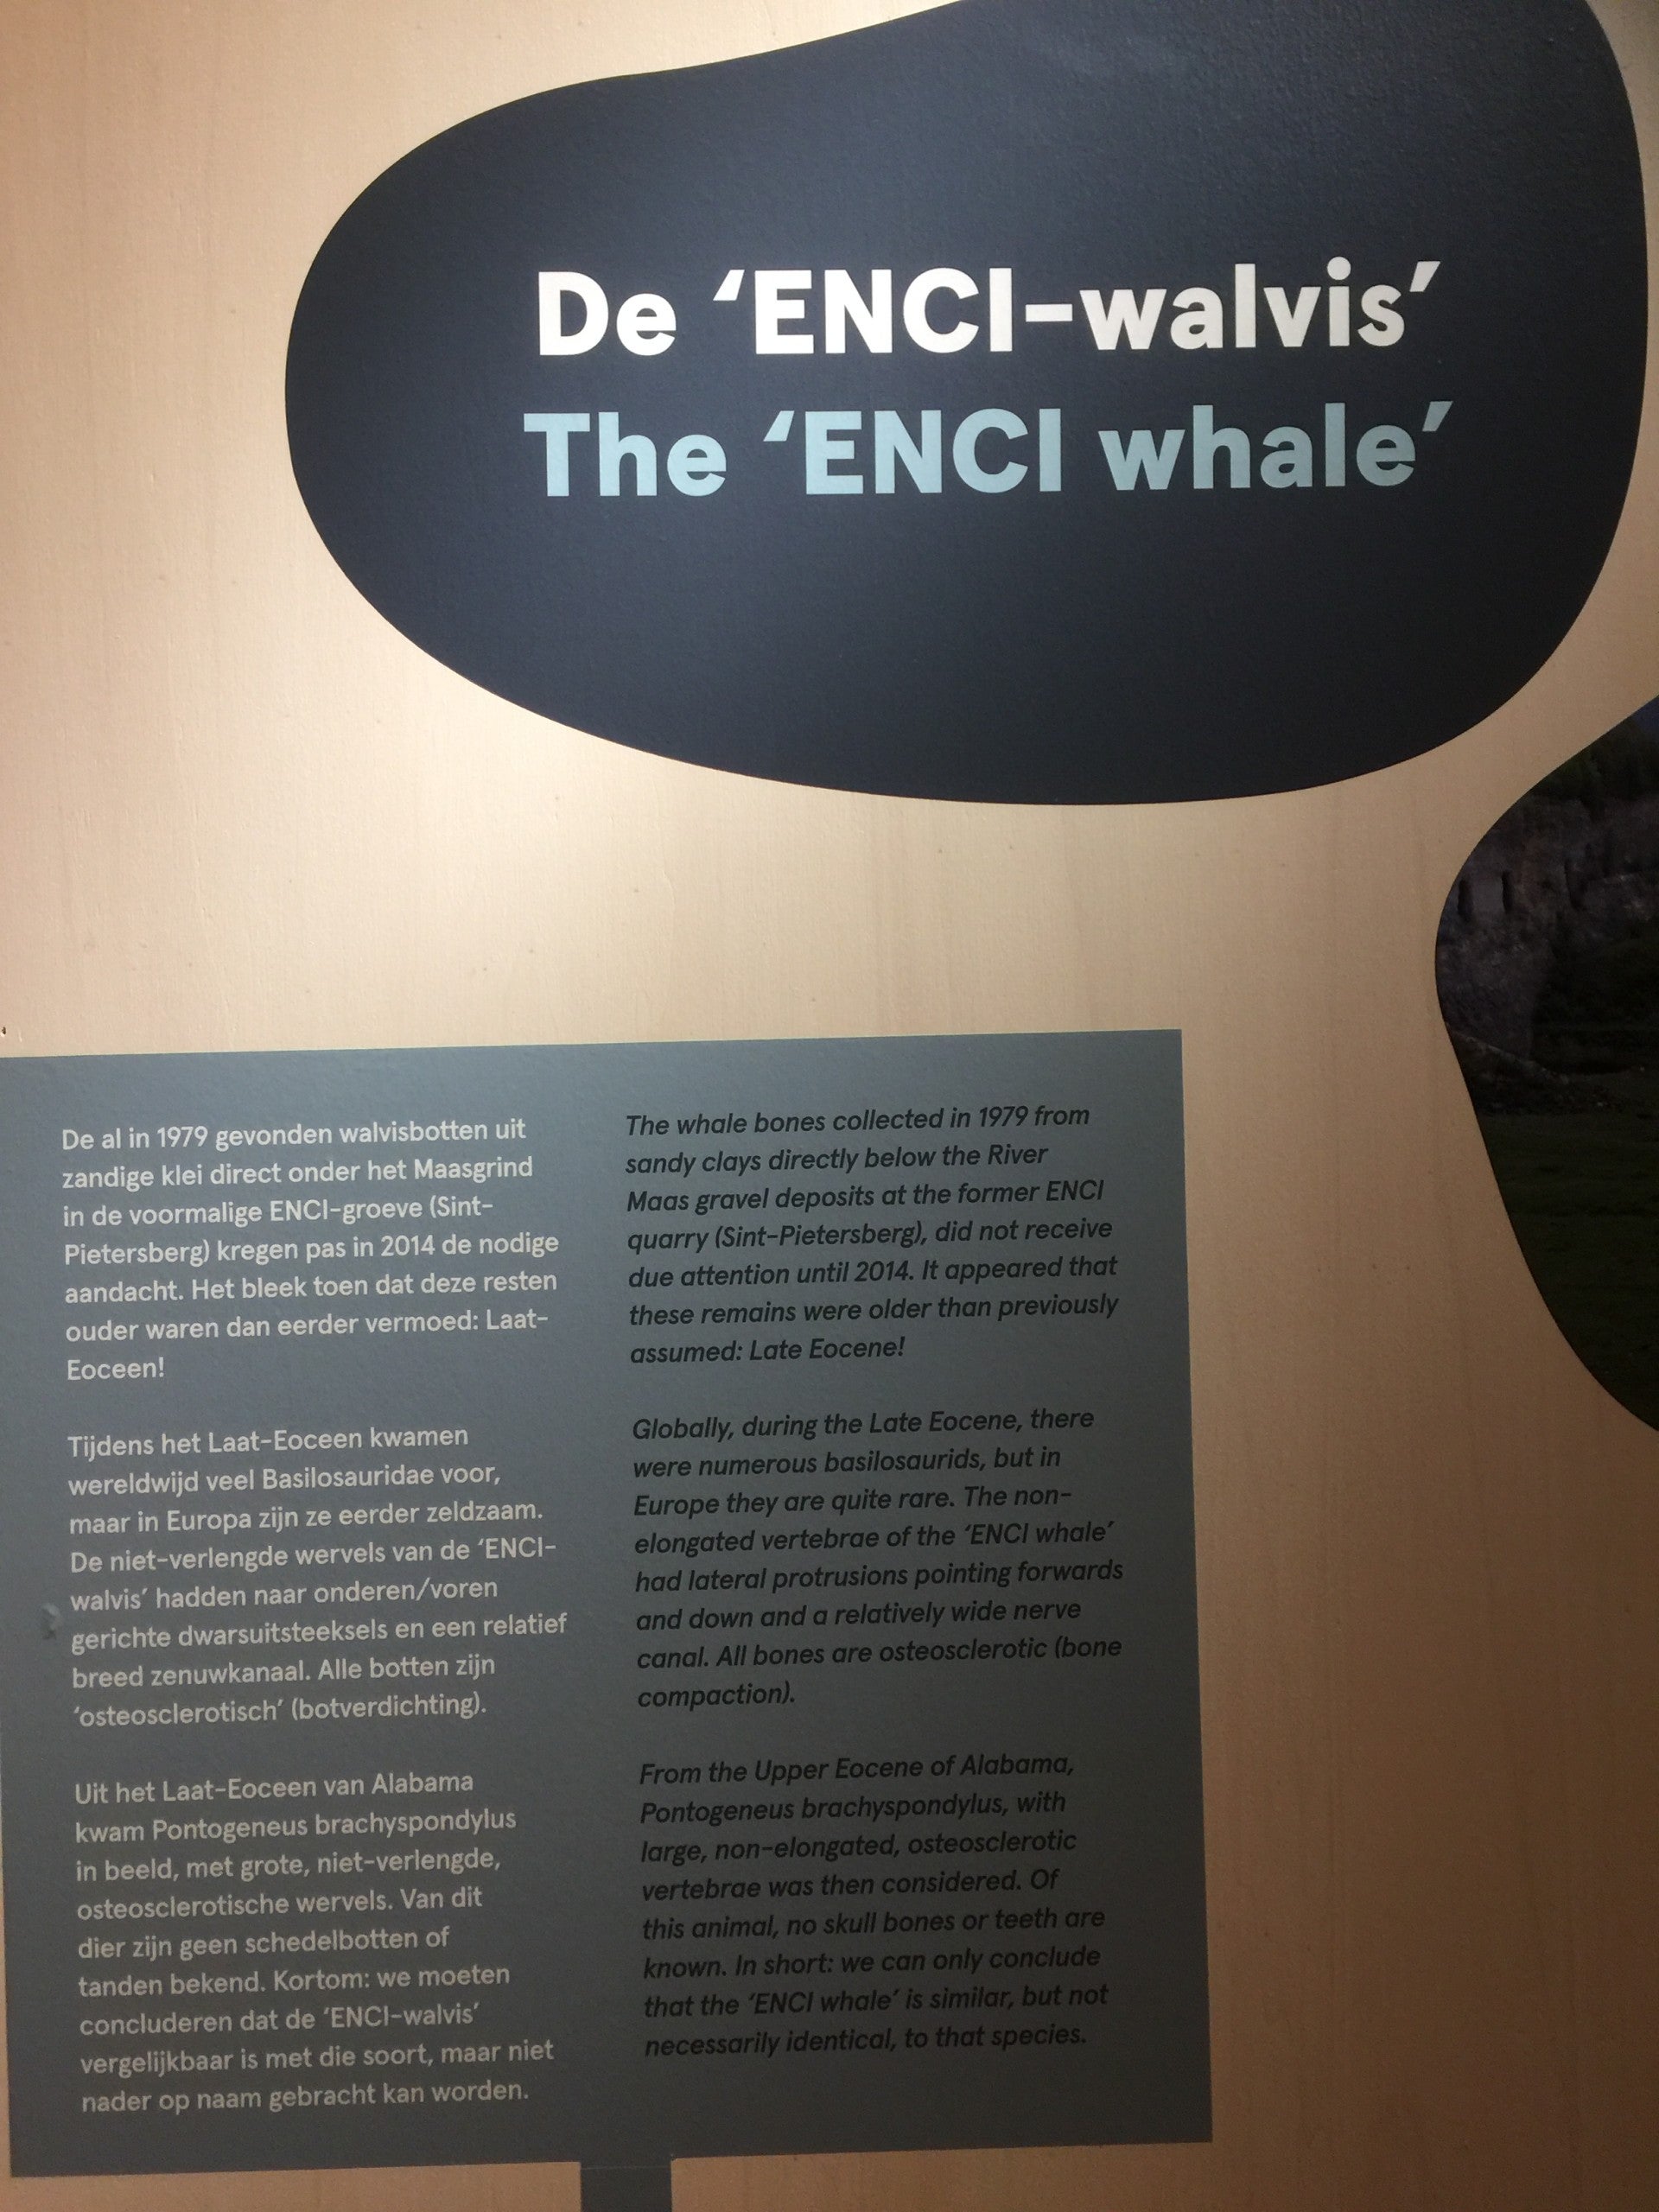 De ‘ENCI-walvis’
The ‘ENCI whale’
De al in 1979 gevonden walvisbotten uit
zandige klei direct onder het Maasgrind
in de voormalige ENCI-groeve (Sint-
Pietersberg) kregen pas in 2014 de nodige
aandacht. Het bleek toen dat deze resten
ouder waren dan eerder vermoed: Laat-
Eoceen!
Tijdens het Laat-Eoceen kwamen
wereldwijd veel Basilosauridae voor,
maar in Europa zijn ze eerder zeldzaam.
De niet-verlengde wervels van de ‘ENCI-
walvis’ hadden naar onderen/voren
gerichte dwarsuitsteeksels en een relatief
breed zenuwkanaal. Alle botten zijn
‘osteosclerotisch’ (botverdichting).
Uit het Laat-Eoceen van Alabama
kwam Pontogeneus brachyspondylus
in beeld, met grote, niet-verlengde,
osteosclerotische wervels. Van dit
dier zijn geen schedelbotten of
tanden bekend. Kortom: we moeten
concluderen dat de ‘ENCI-walvis’
vergelijkbaar is met die soort, maar niet
nader op naam gebracht kan worden.
The whale bones collected in 1979 from
sandy clays directly below the River
Maas gravel deposits at the former ENCI
quarry (Sint-Pietersberg), did not receive
due attention until 2014. It appeared that
these remains were older than previously
assumed: Late Eocene!
Globally, during the Late Eocene, there
were numerous basilosaurids, but in
Europe they are quite rare. The non-
elongated vertebrae of the ‘ENCI whale’
had lateral protrusions pointing forwards
and down and a relatively wide nerve
canal. All bones are osteosclerotic (bone
compaction).
From the Upper Eocene of Alabama,
Pontogeneus brachyspondylus, with
large, non-elongated, osteosclerotic
vertebrae was then considered. Of
this animal, no skull bones or teeth are
known. In short: we can only conclude
that the ‘ENCI whale’ is similar, but not
necessarily identical, to that species.